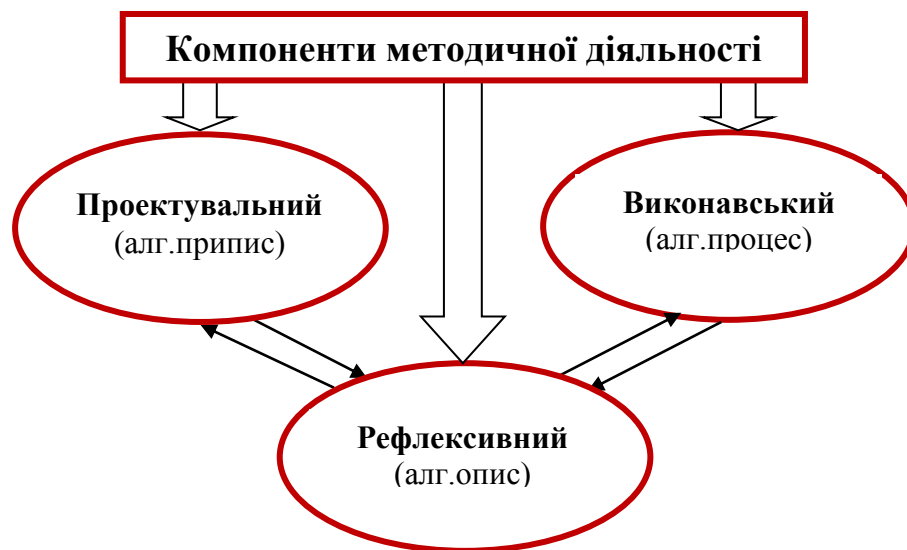 Компоненти методичної діяльності
Проектувальний
(алг.припис)
Виконавський
(алг.процес)
Рефлексивний
(алг.опис)